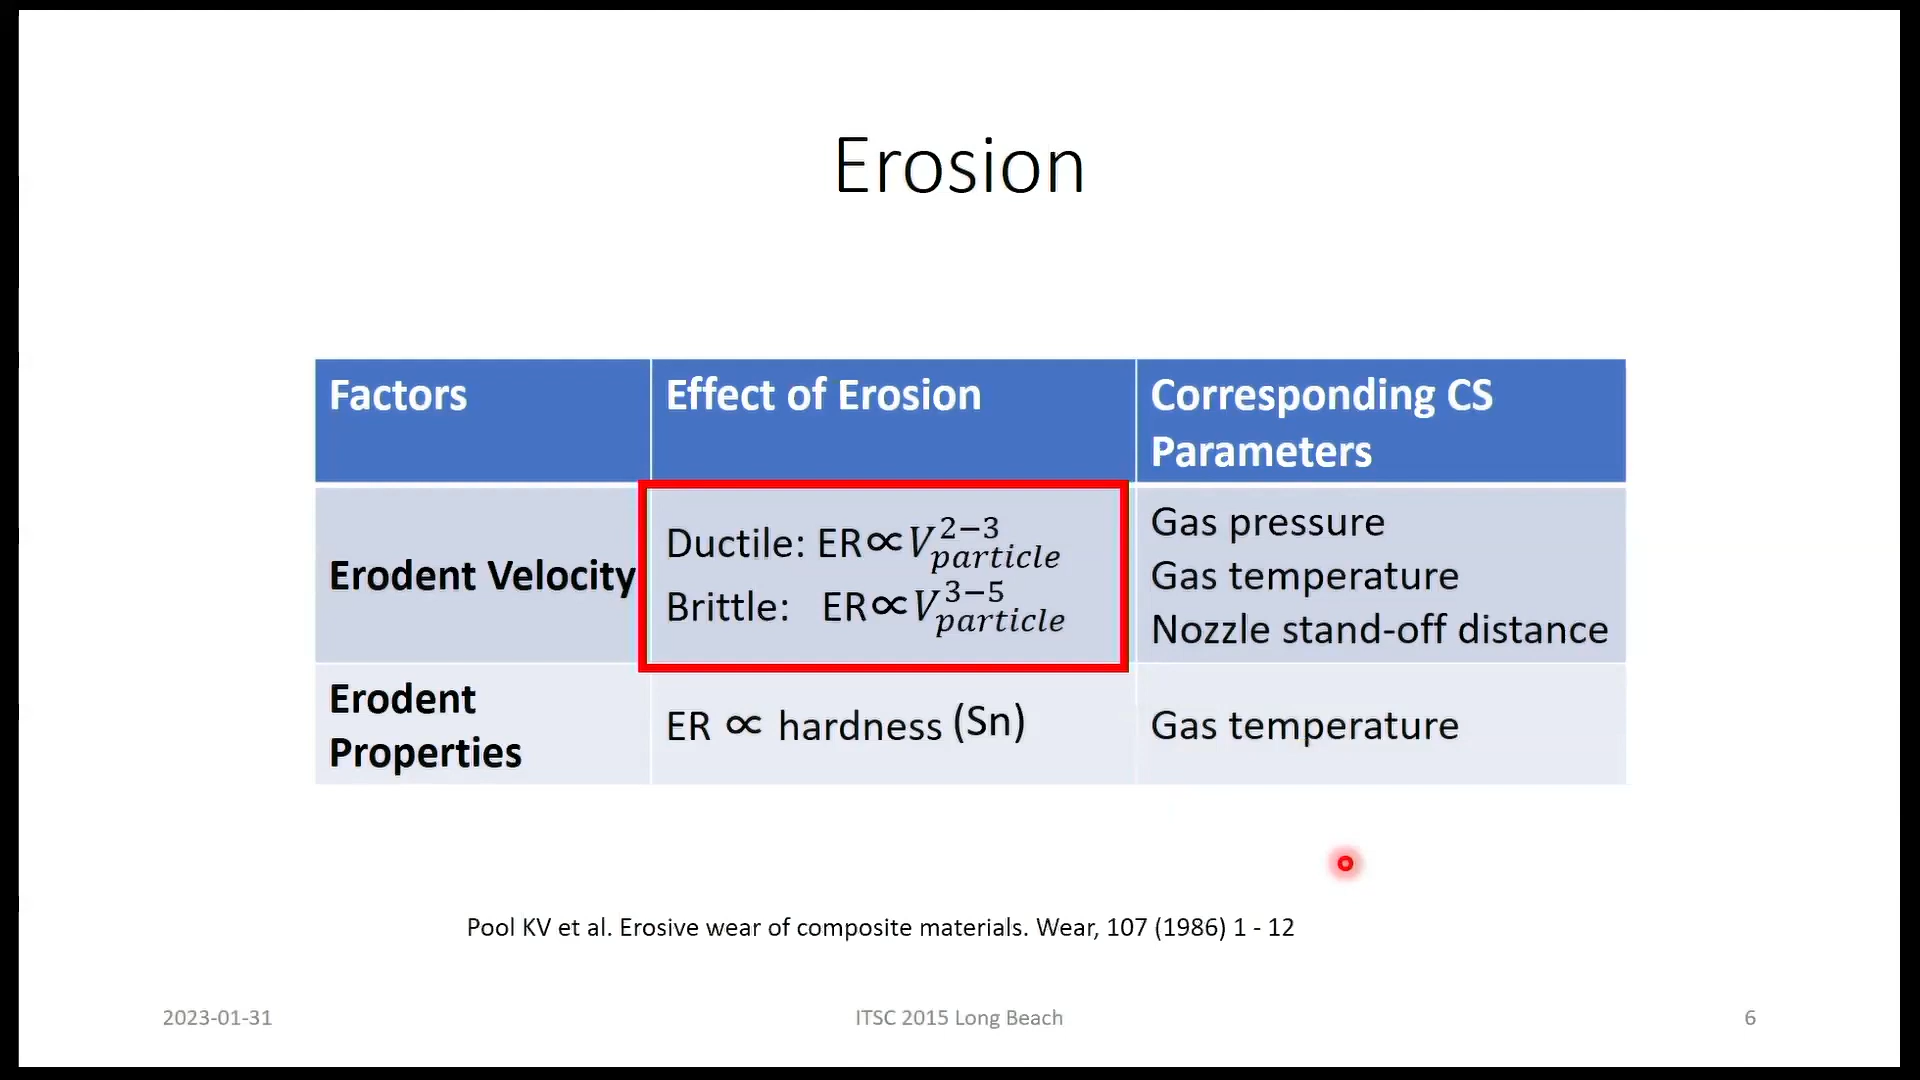 Erosion
Factors
Effect of Erosion
Corresponding CS
Parameters
Erodent Velocity
Ductile: ER∝V_{particle}^{2−3}
Brittle: ER∝V_{particle}^{3−5}
Gas pressure
Gas temperature
Nozzle stand-off distance
Erodent
Properties
ER ∝ hardness (Sn)
Gas temperature
Pool KV et al. Erosive wear of composite materials. Wear, 107 (1986) 1 - 12
2023-01-31
ITSC 2015 Long Beach
6